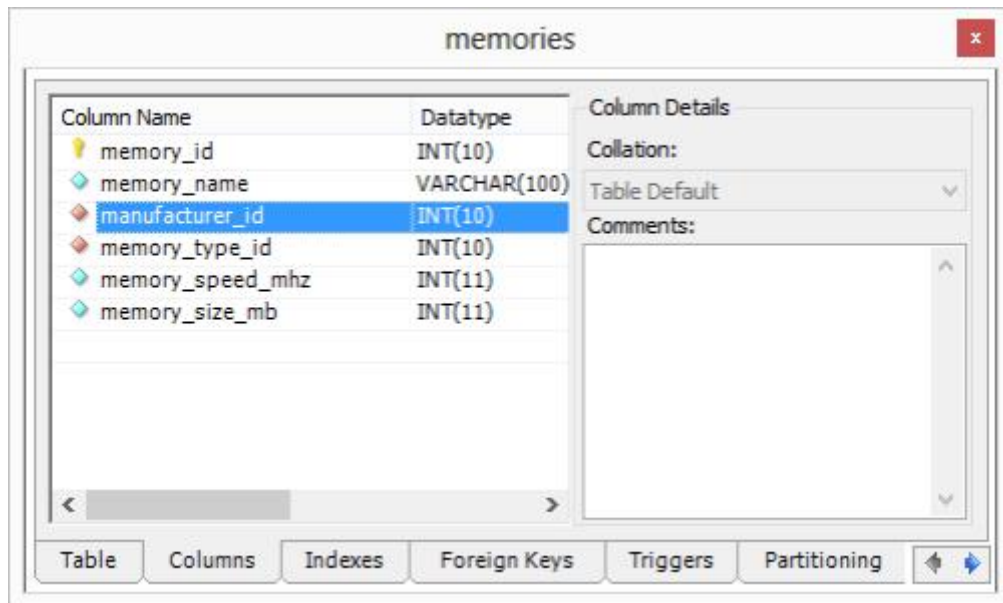 memories
x
Column Name Datatype
memory_id INT(10)
memory_name VARCHAR(100)
manufacturer_id INT(10)
memory_type_id INT(10)
memory_speed_mhz INT(11)
memory_size_mb INT(11)
Column Details
Collation:
Table Default
Comments:
Table Columns Indexes Foreign Keys Triggers Partitioning